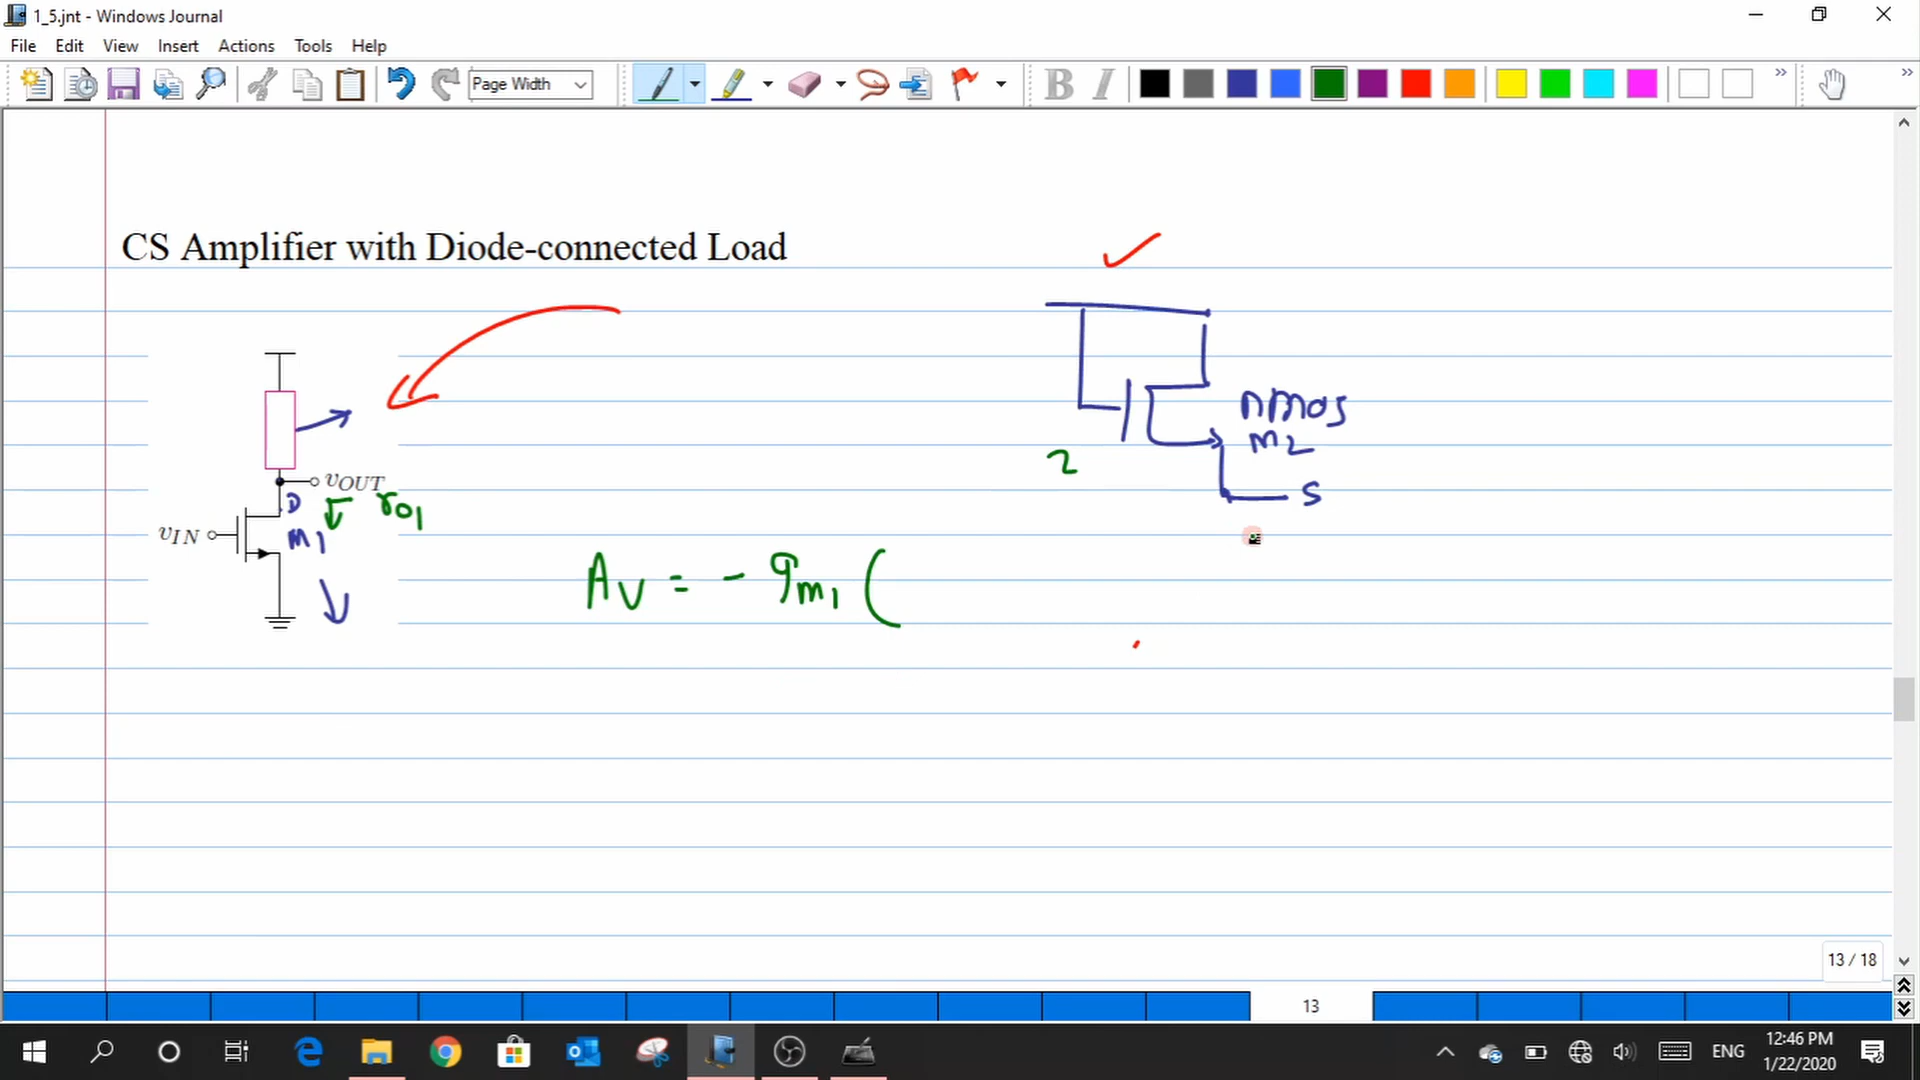 1_5.jnt - Windows Journal
File Edit View Insert Actions Tools Help
Page Width
B I
CS Amplifier with Diode-connected Load
nmos
M2
2
S
vOUT
D
ro1
vIN
M1
Av = - gm1 (
13 / 18
13
ENG
12:46 PM
1/22/2020